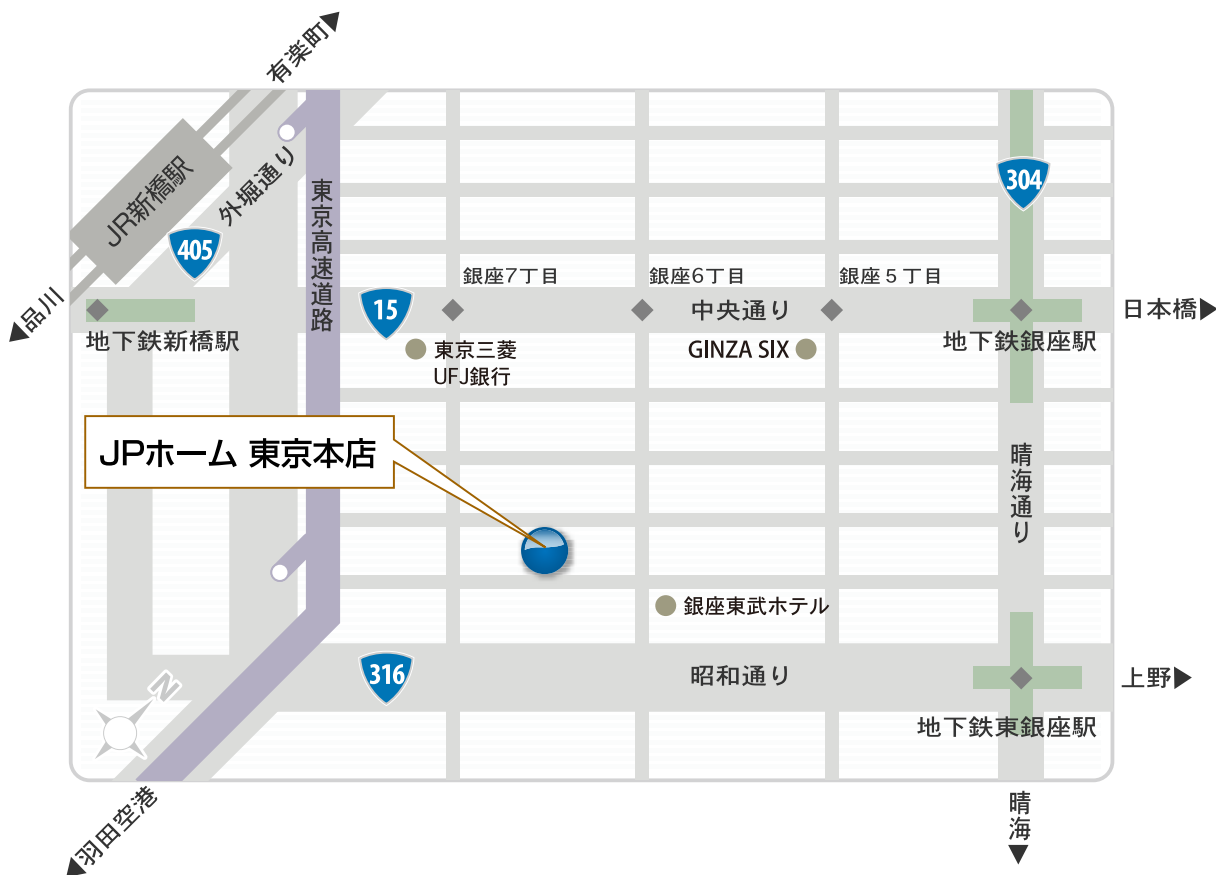 有楽町
JR新橋駅
外堀通り
東京高速道路
304
405
品川
15
銀座7丁目
銀座6丁目
銀座５丁目
中央通り
日本橋
地下鉄新橋駅
地下鉄銀座駅
東京三菱
UFJ銀行
GINZA SIX
JPホーム 東京本店
晴海通り
銀座東武ホテル
316
昭和通り
上野
N
地下鉄東銀座駅
羽田空港
晴海